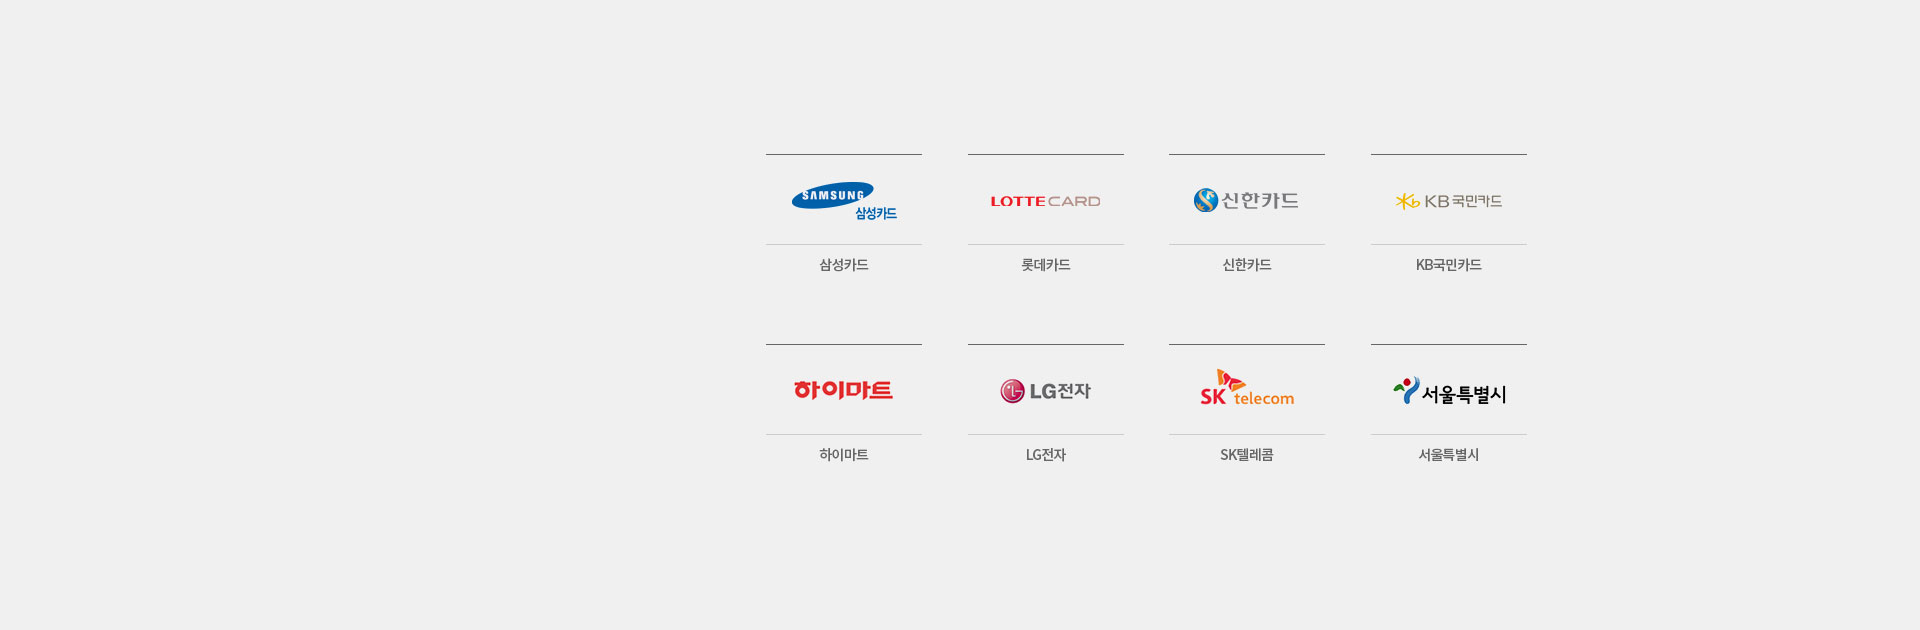 SAMSUNG
삼성카드
LOTTE CARD
신한카드
KB 국민카드
삼성카드
롯데카드
신한카드
KB국민카드
하이마트
LG전자
SK telecom
서울특별시
하이마트
LG전자
SK텔레콤
서울특별시